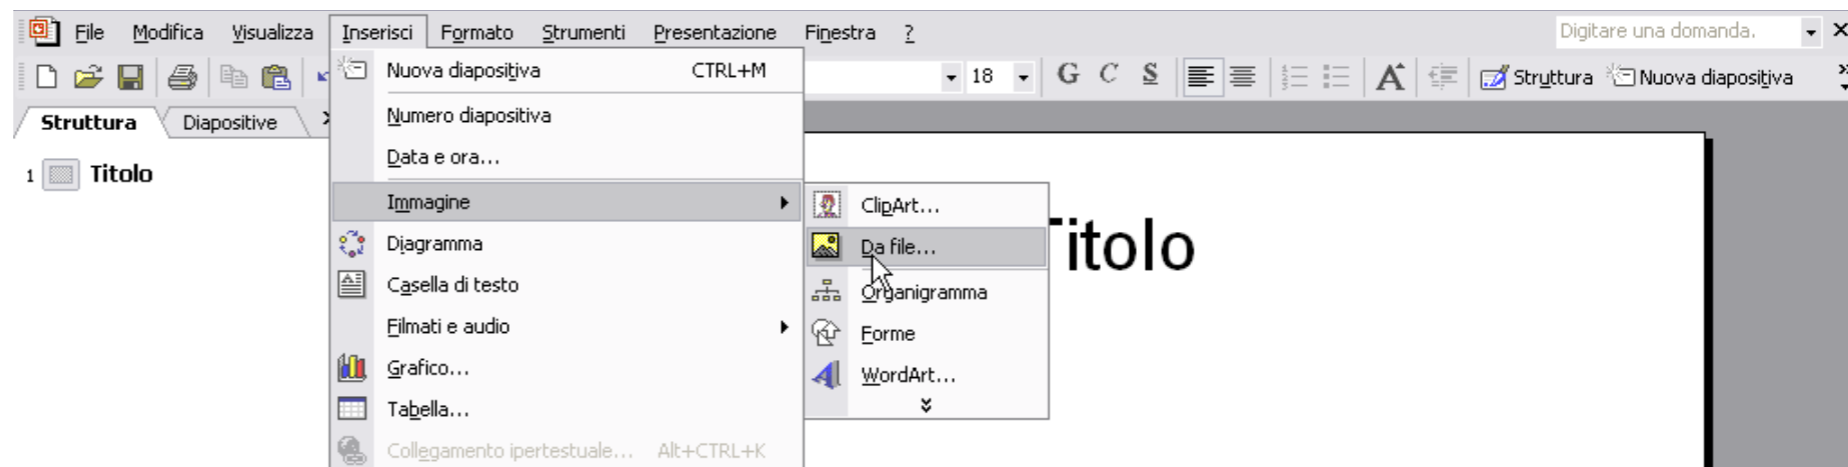 File Modifica Visualizza Inserisci Formato Strumenti Presentazione Finestra ? Digitare una domanda.
18 G C S A Struttura Nuova diapositiva
Struttura Diapositive
1 Titolo
Nuova diapositiva CTRL+M
Numero diapositiva
Data e ora...
Immagine
Diagramma
Casella di testo
Filmati e audio
Grafico...
Tabella...
Collegamento ipertestuale... Alt+CTRL+K
ClipArt...
Da file...
Organigramma
Forme
WordArt...
Titolo